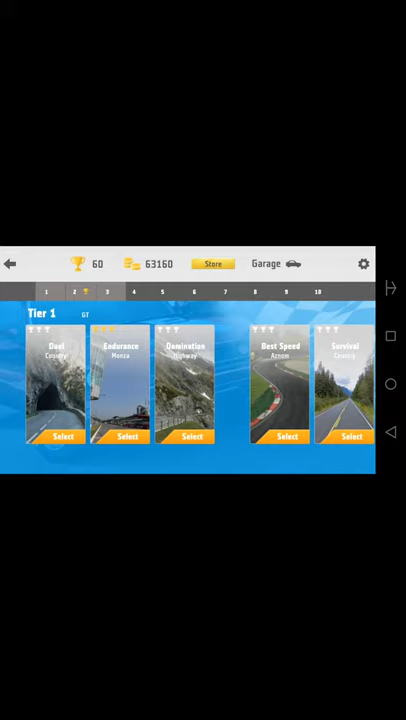 60 63160 Store Garage
1 2 3 4 5 6 7 8 9 10
Tier 1 GT
Duel Endurance Domination Best Speed Survival
Country Monza Highway Aznom Country
Select Select Select Select Select